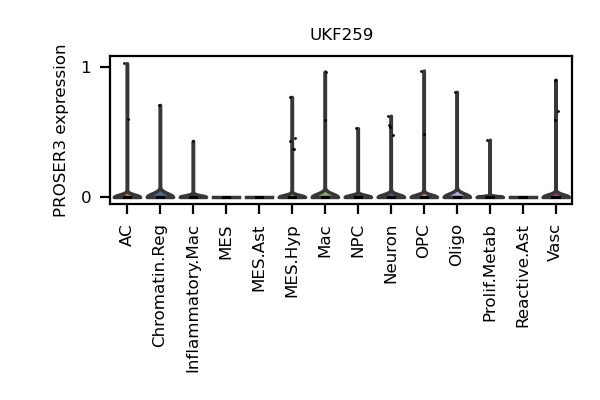 UKF259
PROSER3 expression
1
0
AC
Chromatin.Reg
Inflammatory.Mac
MES
MES.Ast
MES.Hyp
Mac
NPC
Neuron
OPC
Oligo
Prolif.Metab
Reactive.Ast
Vasc